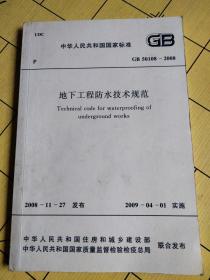 UDC
中华人民共和国国家标准
GB
P
GB 50108-2008
地下工程防水技术规范
Technical code for waterproofing of
underground works
2008-11-27 发布
2009-04-01 实施
中华人民共和国住房和城乡建设部
中华人民共和国国家质量监督检验检疫总局
联合发布